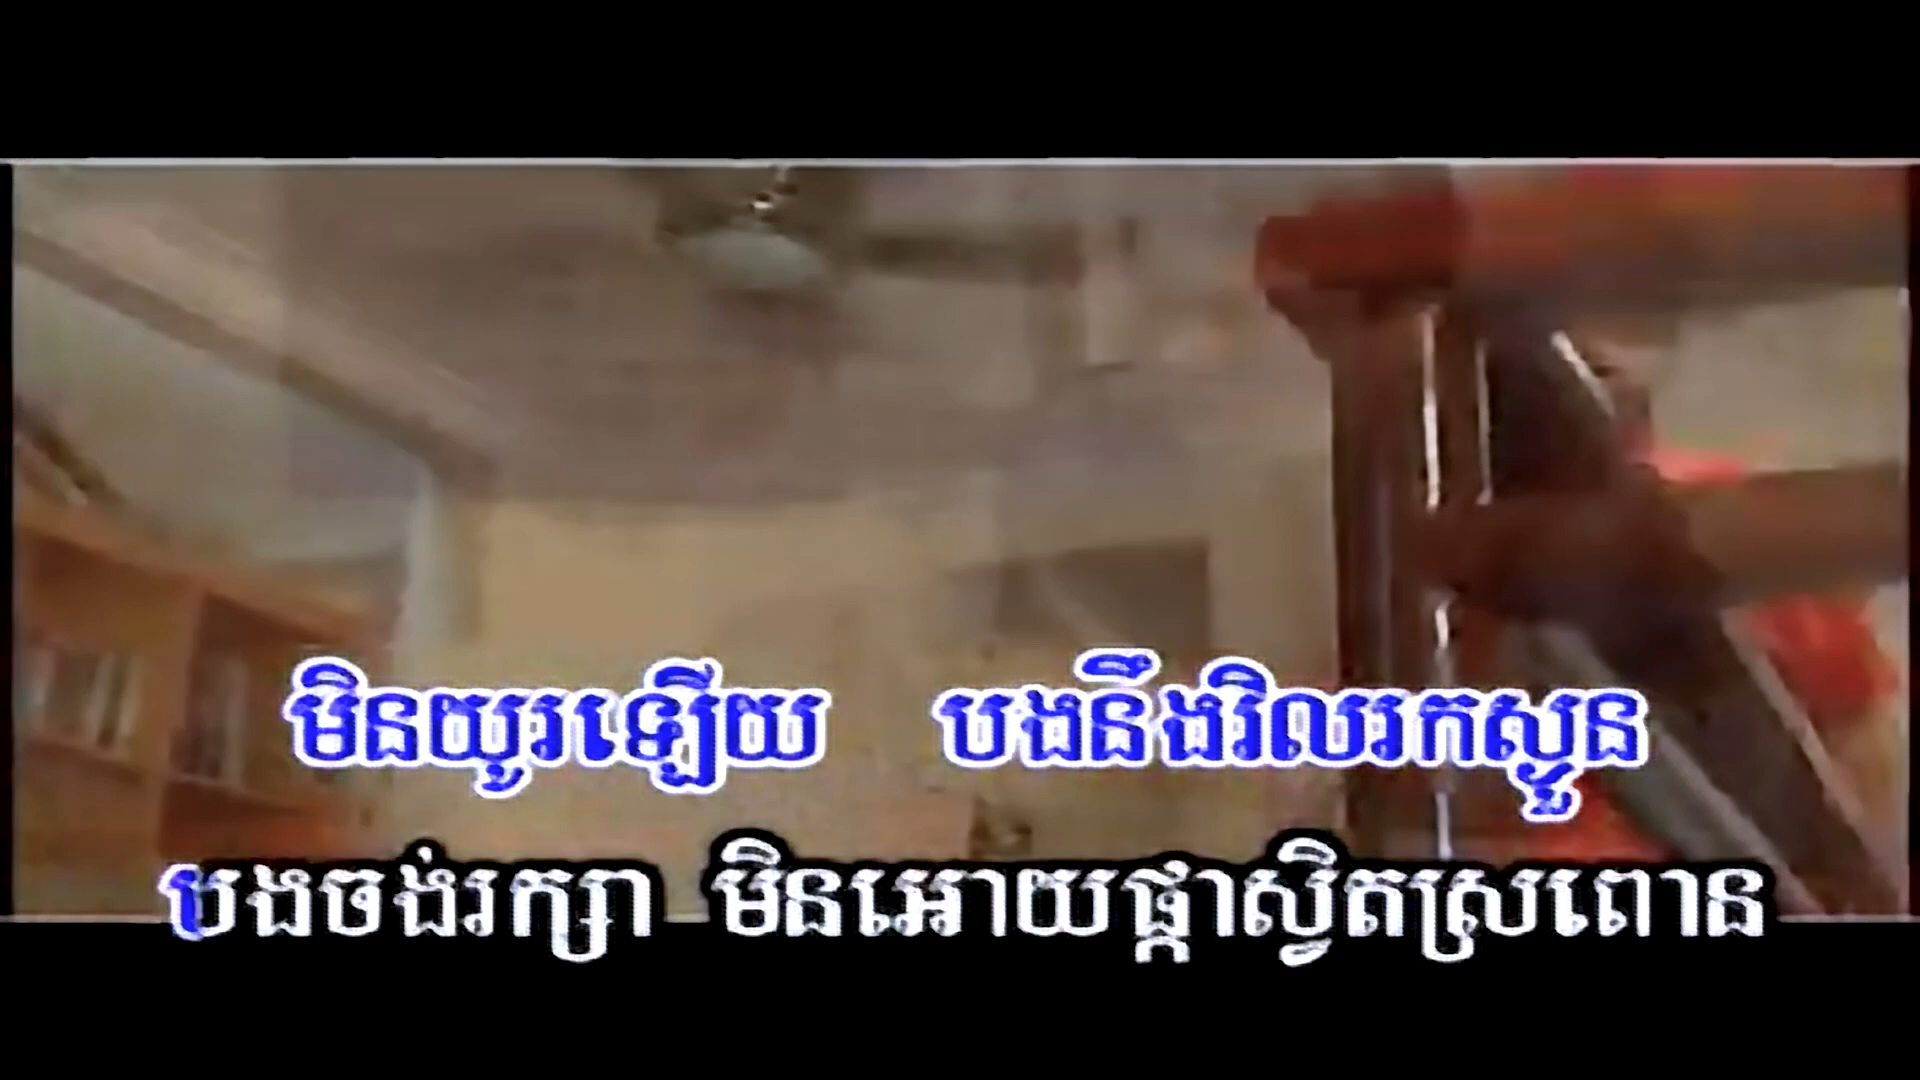 មិនយូរឡើយ បងនឹងវិលរកស្ងួន
បងចង់រក្សា មិនអោយផ្កាស្វិតស្រពោន